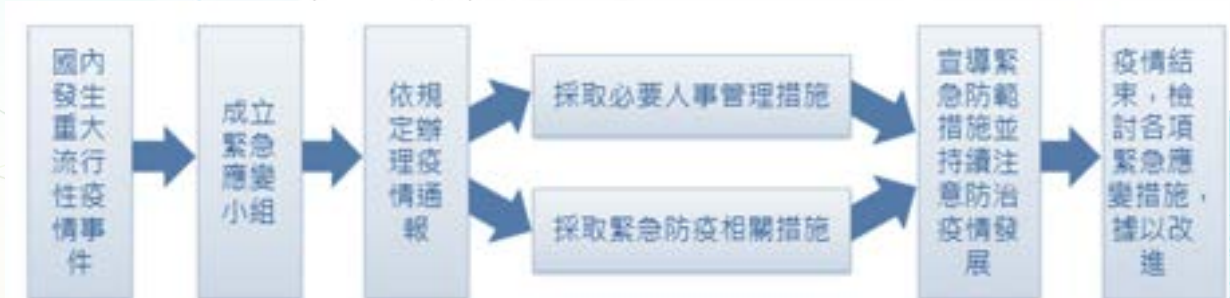 國內
發生
重大
流行
性疫
情事
件
成立
緊急
應變
小組
依規
定辦
理疫
情通
報
採取必要人事管理措施
採取緊急防疫相關措施
宣導緊
急防範
措施並
持續注
意防治
疫情發
展
疫情結
束，檢
討各項
緊急應
變措施，
據以改
進